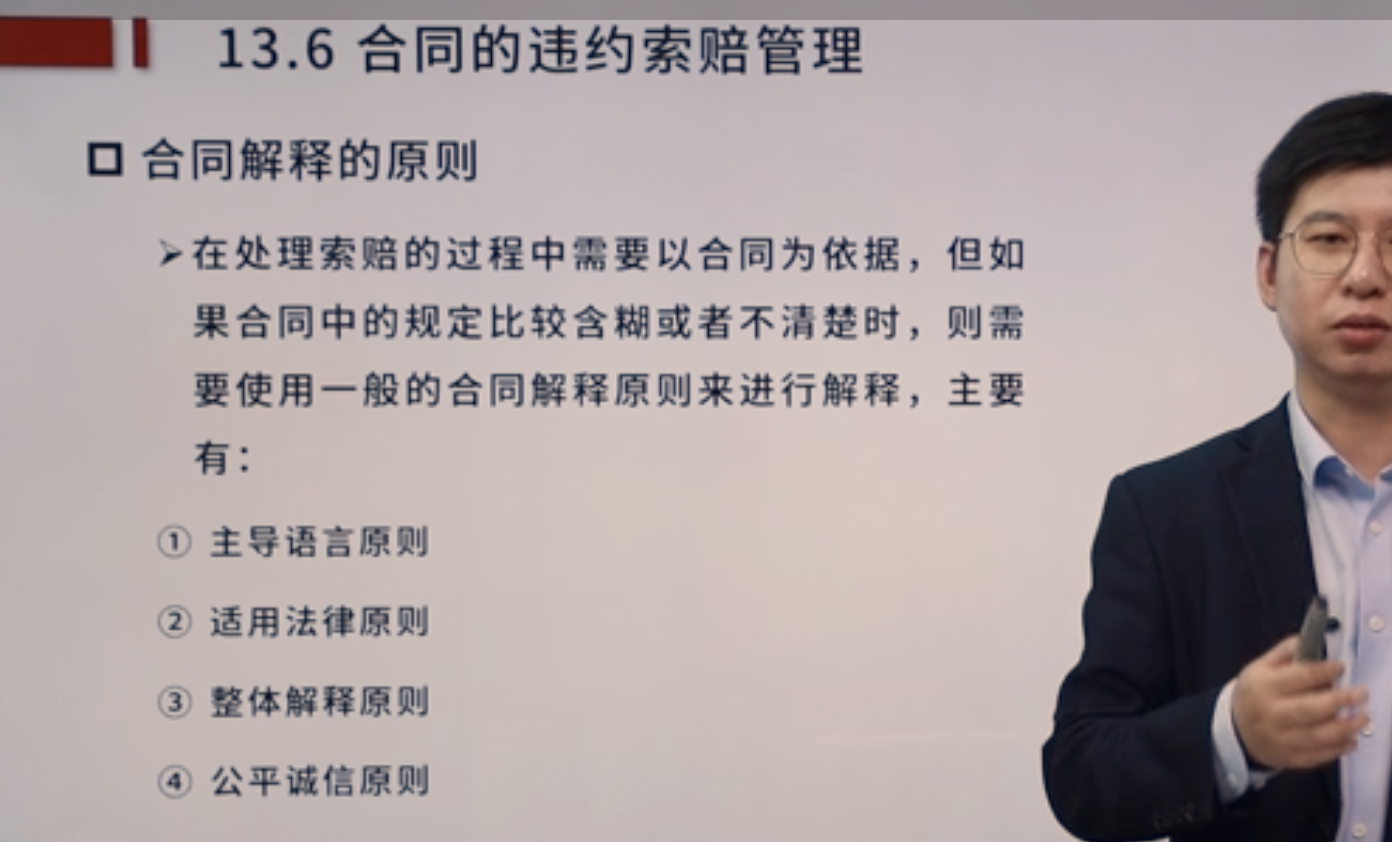 13.6 合同的违约索赔管理
合同解释的原则
➢在处理索赔的过程中需要以合同为依据，但如
果合同中的规定比较含糊或者不清楚时，则需
要使用一般的合同解释原则来进行解释，主要
有：
① 主导语言原则
② 适用法律原则
③ 整体解释原则
④ 公平诚信原则